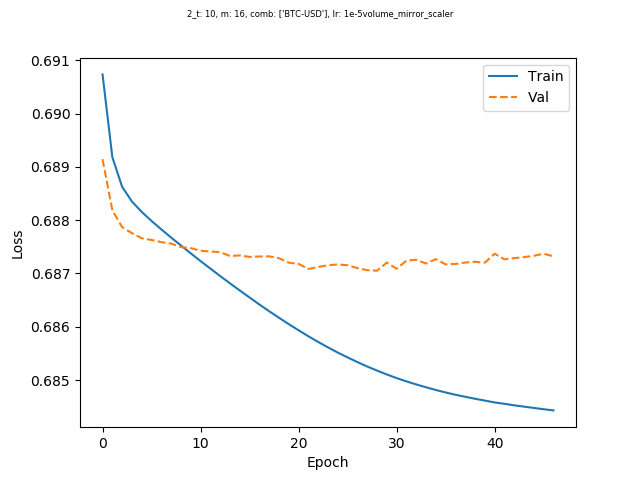 2_t: 10, m: 16, comb: ['BTC-USD'], lr: 1e-5volume_mirror_scaler
0.691
0.690
0.689
0.688
0.687
0.686
0.685
Loss
Train
Val
0
10
20
30
40
Epoch